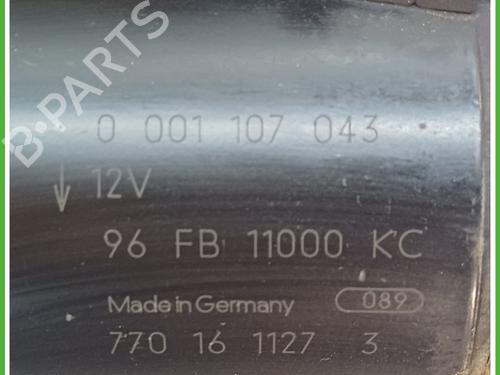 B-PARTS
0 001 107 043
↓ 12V
96 FB 11000 KC
Made in Germany 089
770 16 1127 3